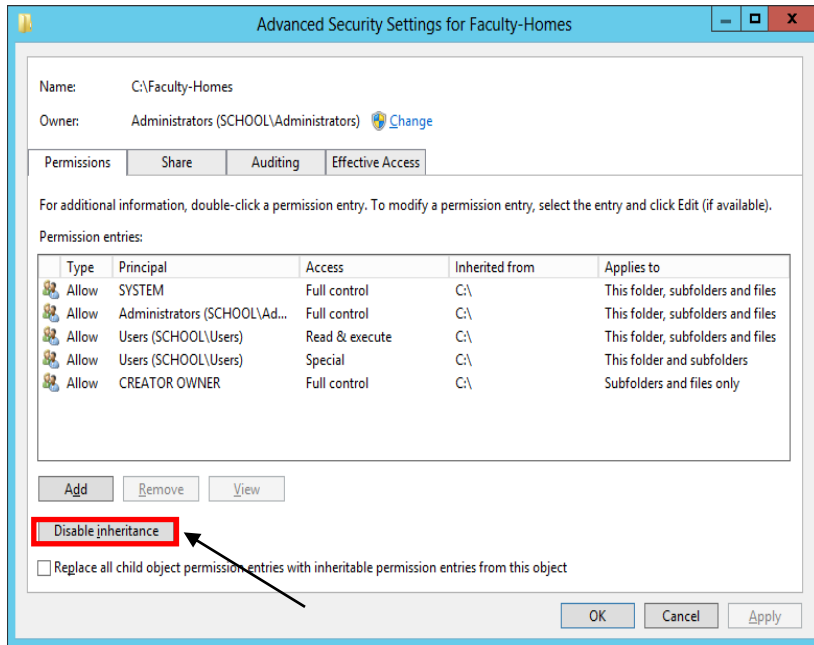 Advanced Security Settings for Faculty-Homes
x
Name: C:\Faculty-Homes
Owner: Administrators (SCHOOL\Administrators) Change
Permissions Share Auditing Effective Access
For additional information, double-click a permission entry. To modify a permission entry, select the entry and click Edit (if available).
Permission entries:
Type Principal Access Inherited from Applies to
Allow SYSTEM Full control C:\ This folder, subfolders and files
Allow Administrators (SCHOOL\Ad... Full control C:\ This folder, subfolders and files
Allow Users (SCHOOL\Users) Read & execute C:\ This folder, subfolders and files
Allow Users (SCHOOL\Users) Special C:\ This folder and subfolders
Allow CREATOR OWNER Full control C:\ Subfolders and files only
Add Remove View
Disable inheritance
Replace all child object permission entries with inheritable permission entries from this object
OK Cancel Apply